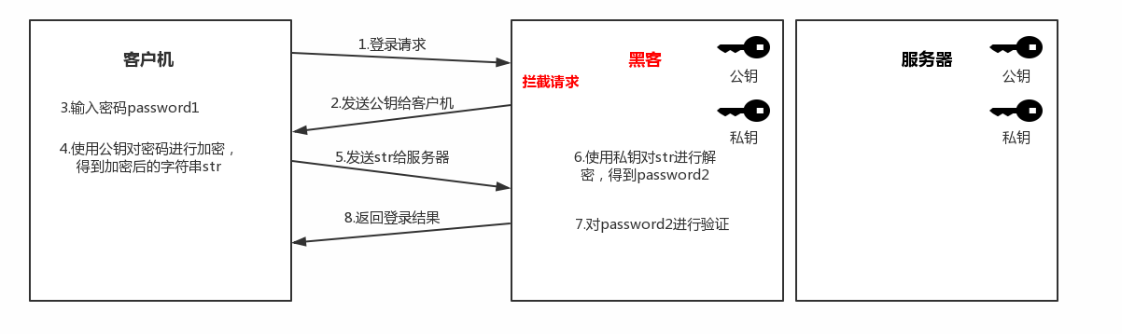 客户机
3.输入密码password1
4.使用公钥对密码进行加密，
得到加密后的字符串str
1.登录请求
2.发送公钥给客户机
5.发送str给服务器
8.返回登录结果
黑客
拦截请求
公钥
私钥
6.使用私钥对str进行解
密，得到password2
7.对password2进行验证
服务器
公钥
私钥